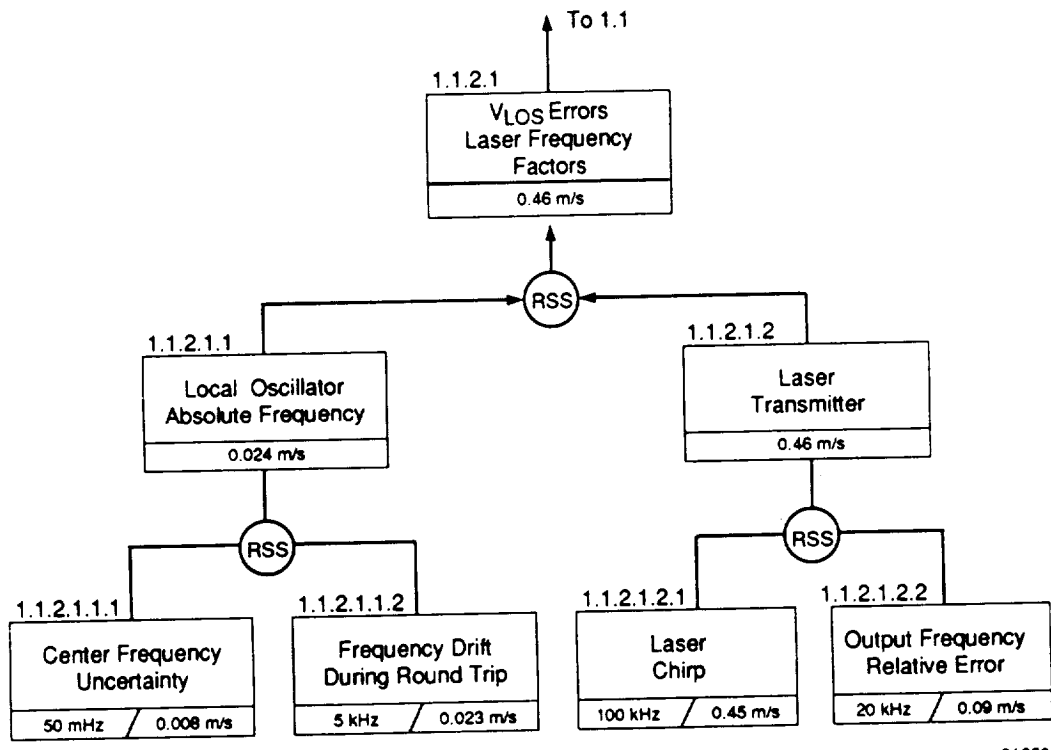 To 1.1
1.1.2.1
VLOS Errors
Laser Frequency
Factors
0.46 m/s
RSS
1.1.2.1.1
Local Oscillator
Absolute Frequency
0.024 m/s
1.1.2.1.2
Laser
Transmitter
0.46 m/s
RSS
RSS
1.1.2.1.1.1
Center Frequency
Uncertainty
50 mHz / 0.008 m/s
1.1.2.1.1.2
Frequency Drift
During Round Trip
5 kHz / 0.023 m/s
1.1.2.1.2.1
Laser
Chirp
100 kHz / 0.45 m/s
1.1.2.1.2.2
Output Frequency
Relative Error
20 kHz / 0.09 m/s